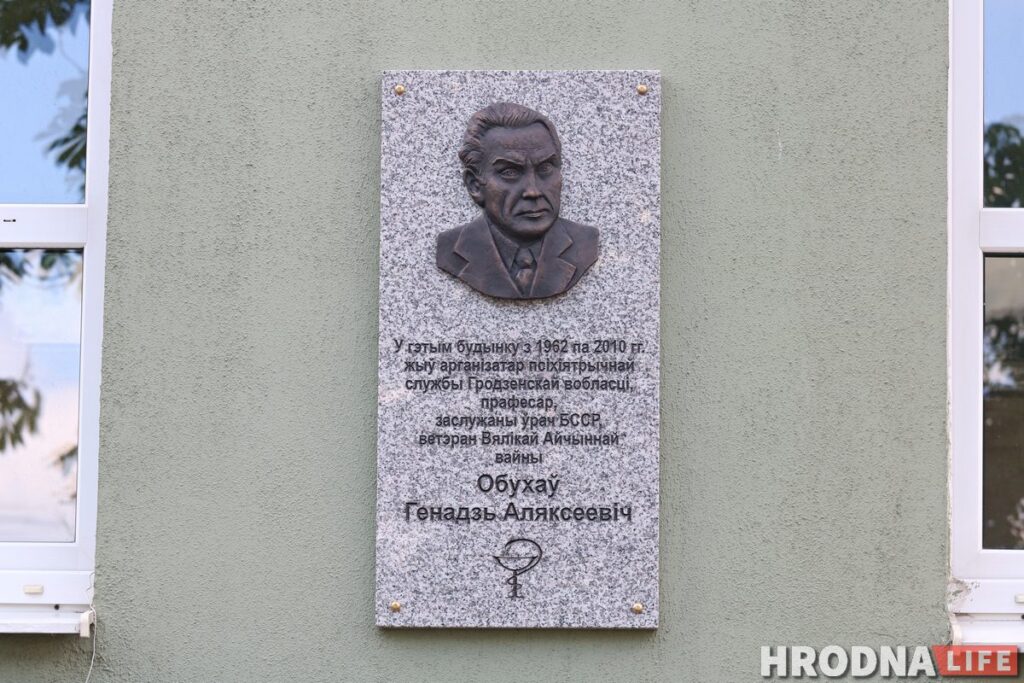 У гэтым будынку з 1962 па 2010 гг.
жыў арганізатар псіхіятрычнай
службы Гродзенскай вобласці,
прафесар,
заслужаны ўрач БССР,
ветэран Вялікай Айчыннай
вайны
Обухаў
Генадзь Аляксеевіч
HRODNA LIFE